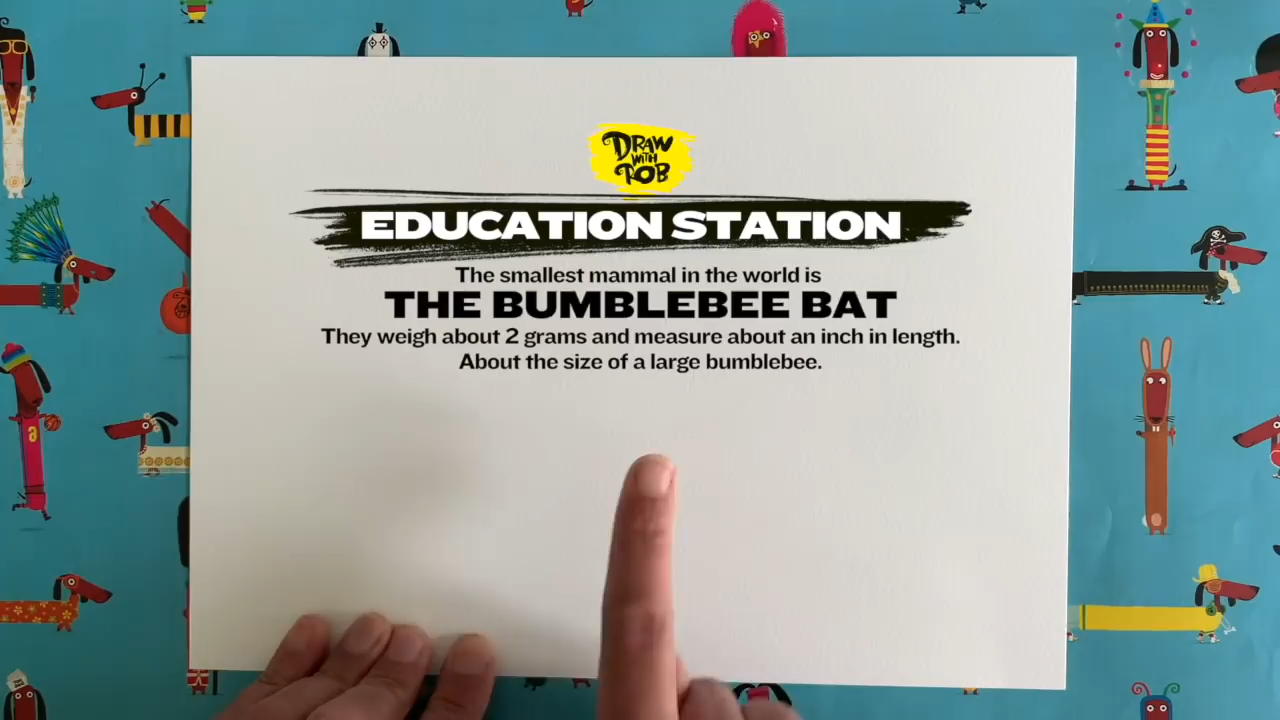 DRAW
WITH
ROB
EDUCATION STATION
The smallest mammal in the world is
THE BUMBLEBEE BAT
They weigh about 2 grams and measure about an inch in length.
About the size of a large bumblebee.